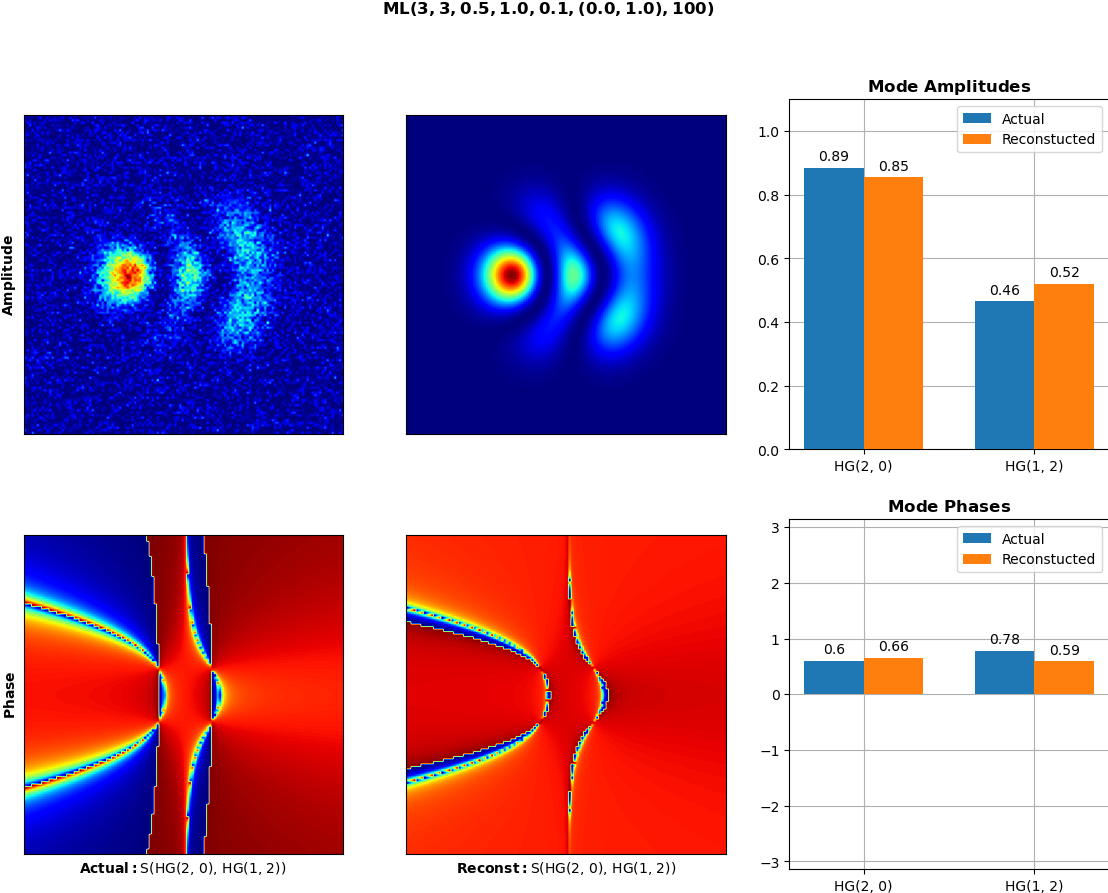 ML(3, 3, 0.5, 1.0, 0.1, (0.0, 1.0), 100)
Amplitude
Mode Amplitudes
Actual
Reconstucted
1.0
0.8
0.6
0.4
0.2
0.0
0.89
0.85
0.46
0.52
HG(2, 0)
HG(1, 2)
Phase
Actual: S(HG(2, 0), HG(1, 2))
Reconst: S(HG(2, 0), HG(1, 2))
Mode Phases
Actual
Reconstucted
3
2
1
0
−1
−2
−3
0.6
0.66
0.78
0.59
HG(2, 0)
HG(1, 2)